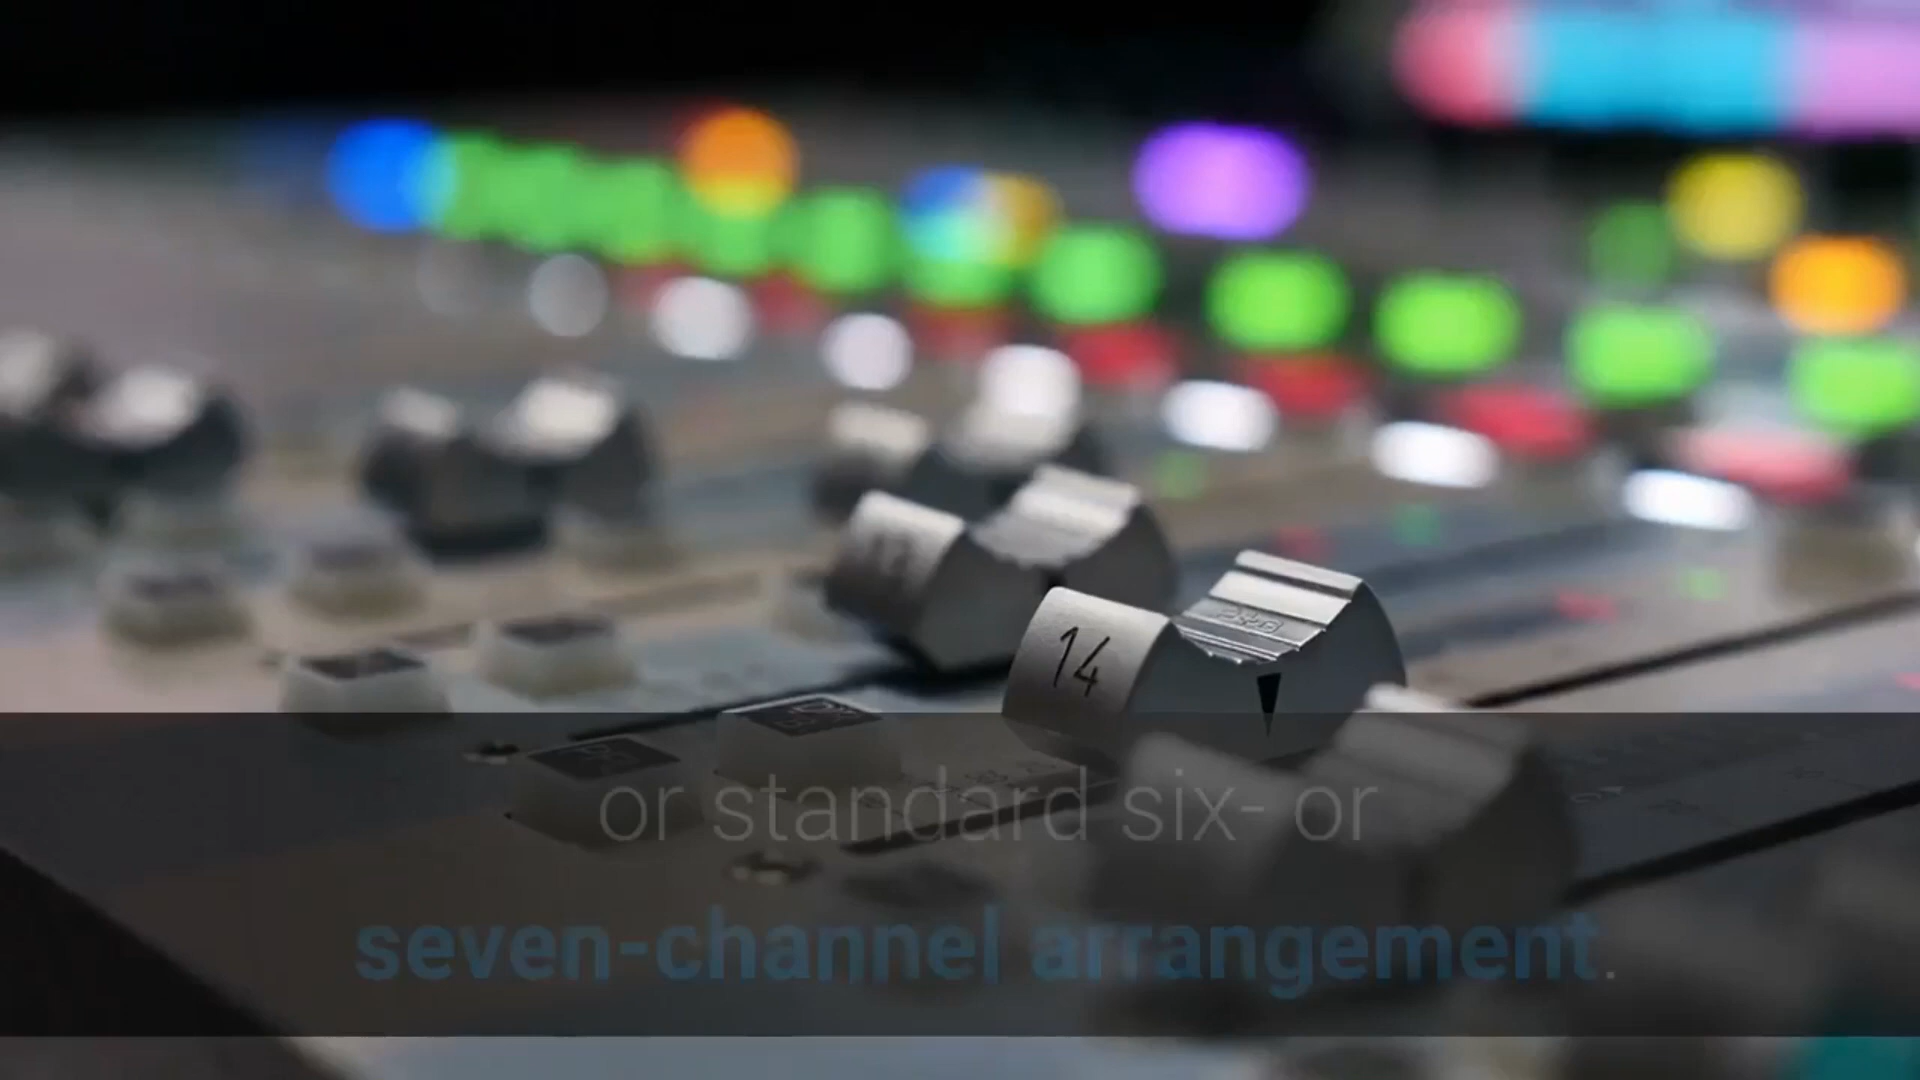 14
or standard six- or
seven-channel arrangement.